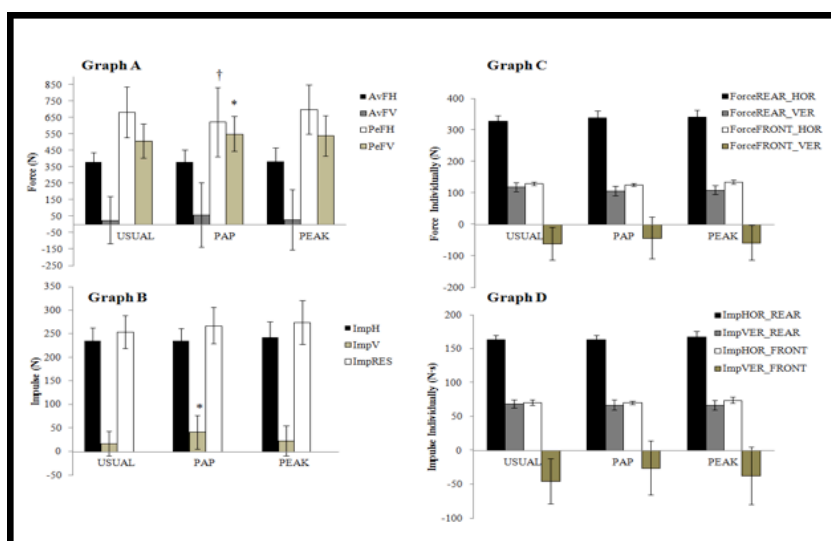 Graph A
†
*
850
750
650
550
450
350
250
150
50
-50
-150
-250
Force (N)
USUAL PAP PEAK
AvFH
AvFV
PeFH
PeFV
Graph B
*
350
300
250
200
150
100
50
0
-50
Impulse (N)
USUAL PAP PEAK
ImpH
ImpV
ImpRES
Graph C
400
300
200
100
0
-100
-200
Force Individually (N)
USUAL PAP PEAK
ForceREAR_HOR
ForceREAR_VER
ForceFRONT_HOR
ForceFRONT_VER
Graph D
200
150
100
50
0
-50
-100
Impulse Individually (N·s)
USUAL PAP PEAK
ImpHOR_REAR
ImpVER_REAR
ImpHOR_FRONT
ImpVER_FRONT